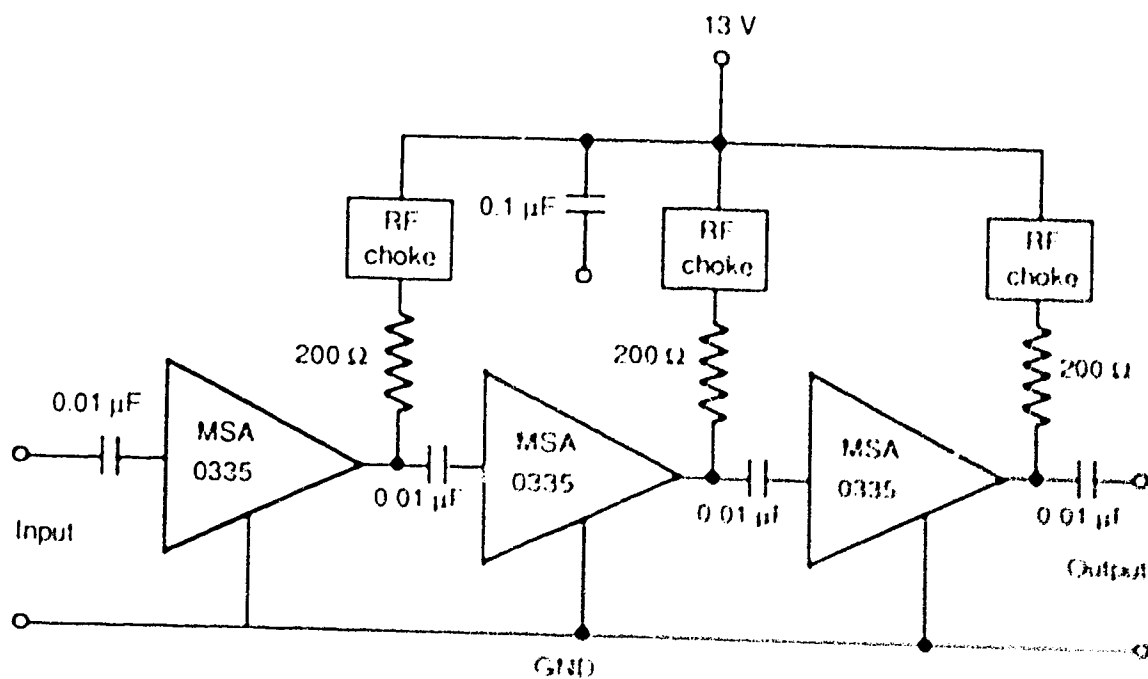 13 V
0.1 µF
RF
choke
RF
choke
RF
choke
200 Ω
200 Ω
200 Ω
0.01 µF
MSA
0335
MSA
0335
MSA
0335
0.01 µF
0.01 µF
0.01 µF
Input
Output
GND